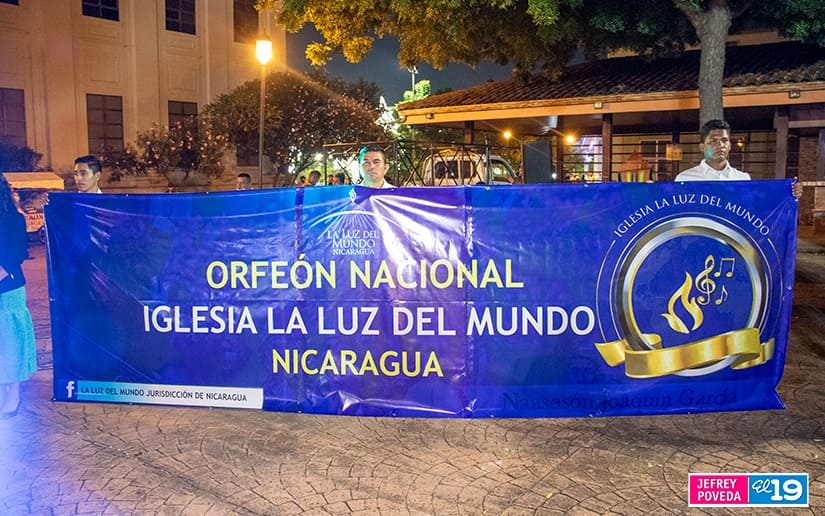 LA LUZ DEL
MUNDO
NICARAGUA
ORFEÓN NACIONAL
IGLESIA LA LUZ DEL MUNDO
NICARAGUA
IGLESIA LA LUZ DEL MUNDO
f LA LUZ DEL MUNDO JURISDICCIÓN DE NICARAGUA
Naasosón Joaquín García
JEFREY
POVEDA
El 19